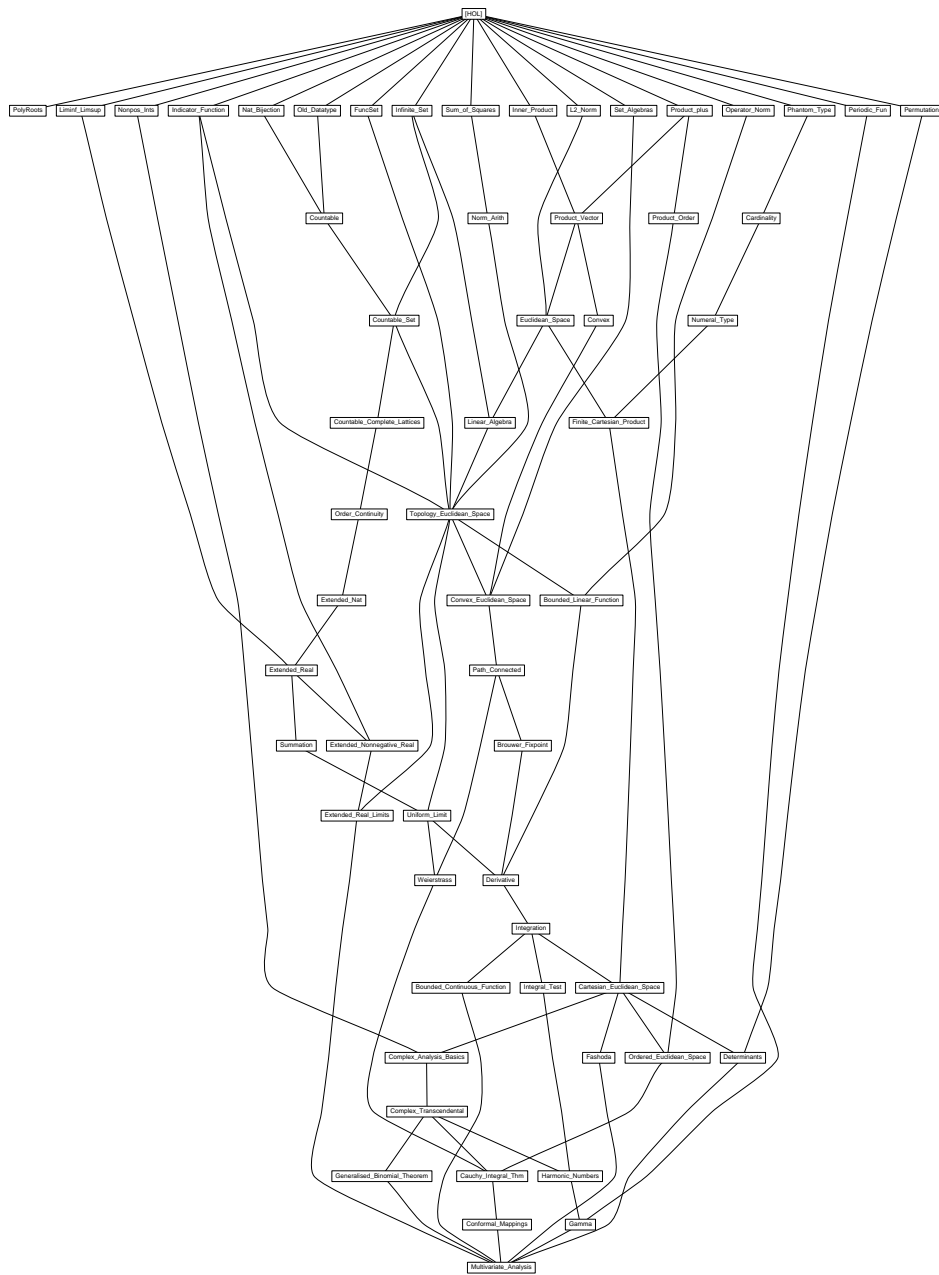 [HOL]
PolyRoots
Liminf_Limsup
Nonpos_Ints
Indicator_Function
Nat_Bijection
Old_Datatype
FuncSet
Infinite_Set
Sum_of_Squares
Inner_Product
L2_Norm
Set_Algebras
Product_plus
Operator_Norm
Phantom_Type
Periodic_Fun
Permutation
Countable
Norm_Arith
Product_Vector
Product_Order
Cardinality
Countable_Set
Euclidean_Space
Convex
Numeral_Type
Countable_Complete_Lattices
Linear_Algebra
Finite_Cartesian_Product
Order_Continuity
Topology_Euclidean_Space
Extended_Nat
Convex_Euclidean_Space
Bounded_Linear_Function
Extended_Real
Path_Connected
Summation
Extended_Nonnegative_Real
Brouwer_Fixpoint
Extended_Real_Limits
Uniform_Limit
Weierstrass
Derivative
Integration
Bounded_Continuous_Function
Integral_Test
Cartesian_Euclidean_Space
Complex_Analysis_Basics
Fashoda
Ordered_Euclidean_Space
Determinants
Complex_Transcendental
Generalised_Binomial_Theorem
Cauchy_Integral_Thm
Harmonic_Numbers
Conformal_Mappings
Gamma
Multivariate_Analysis